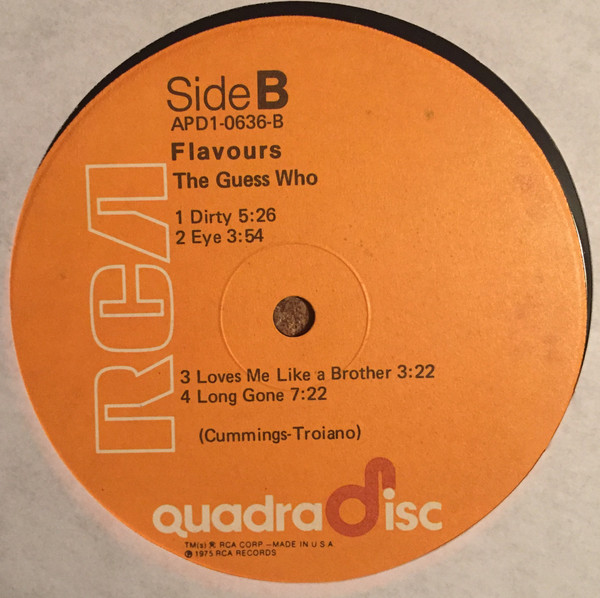 Side B
APD1-0636-B
Flavours
The Guess Who
1 Dirty 5:26
2 Eye 3:54
RCA
3 Loves Me Like a Brother 3:22
4 Long Gone 7:22
(Cummings-Troiano)
quadradisc
TM(s) ® RCA CORP.—MADE IN U.S.A
℗ 1975 RCA RECORDS